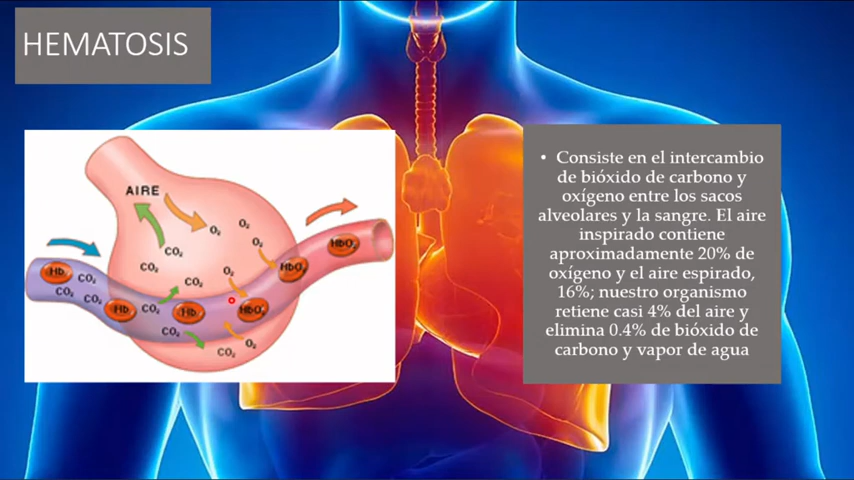 HEMATOSIS
AIRE
O₂
O₂
O₂
O₂
CO₂
CO₂
CO₂
O₂
HbO₂
HbO₂
Hb
CO₂
CO₂
CO₂
Hb
CO₂
Hb
HbO₂
CO₂
O₂
CO₂
• Consiste en el intercambio
de bióxido de carbono y
oxígeno entre los sacos
alveolares y la sangre. El aire
inspirado contiene
aproximadamente 20% de
oxígeno y el aire espirado,
16%; nuestro organismo
retiene casi 4% del aire y
elimina 0.4% de bióxido de
carbono y vapor de agua